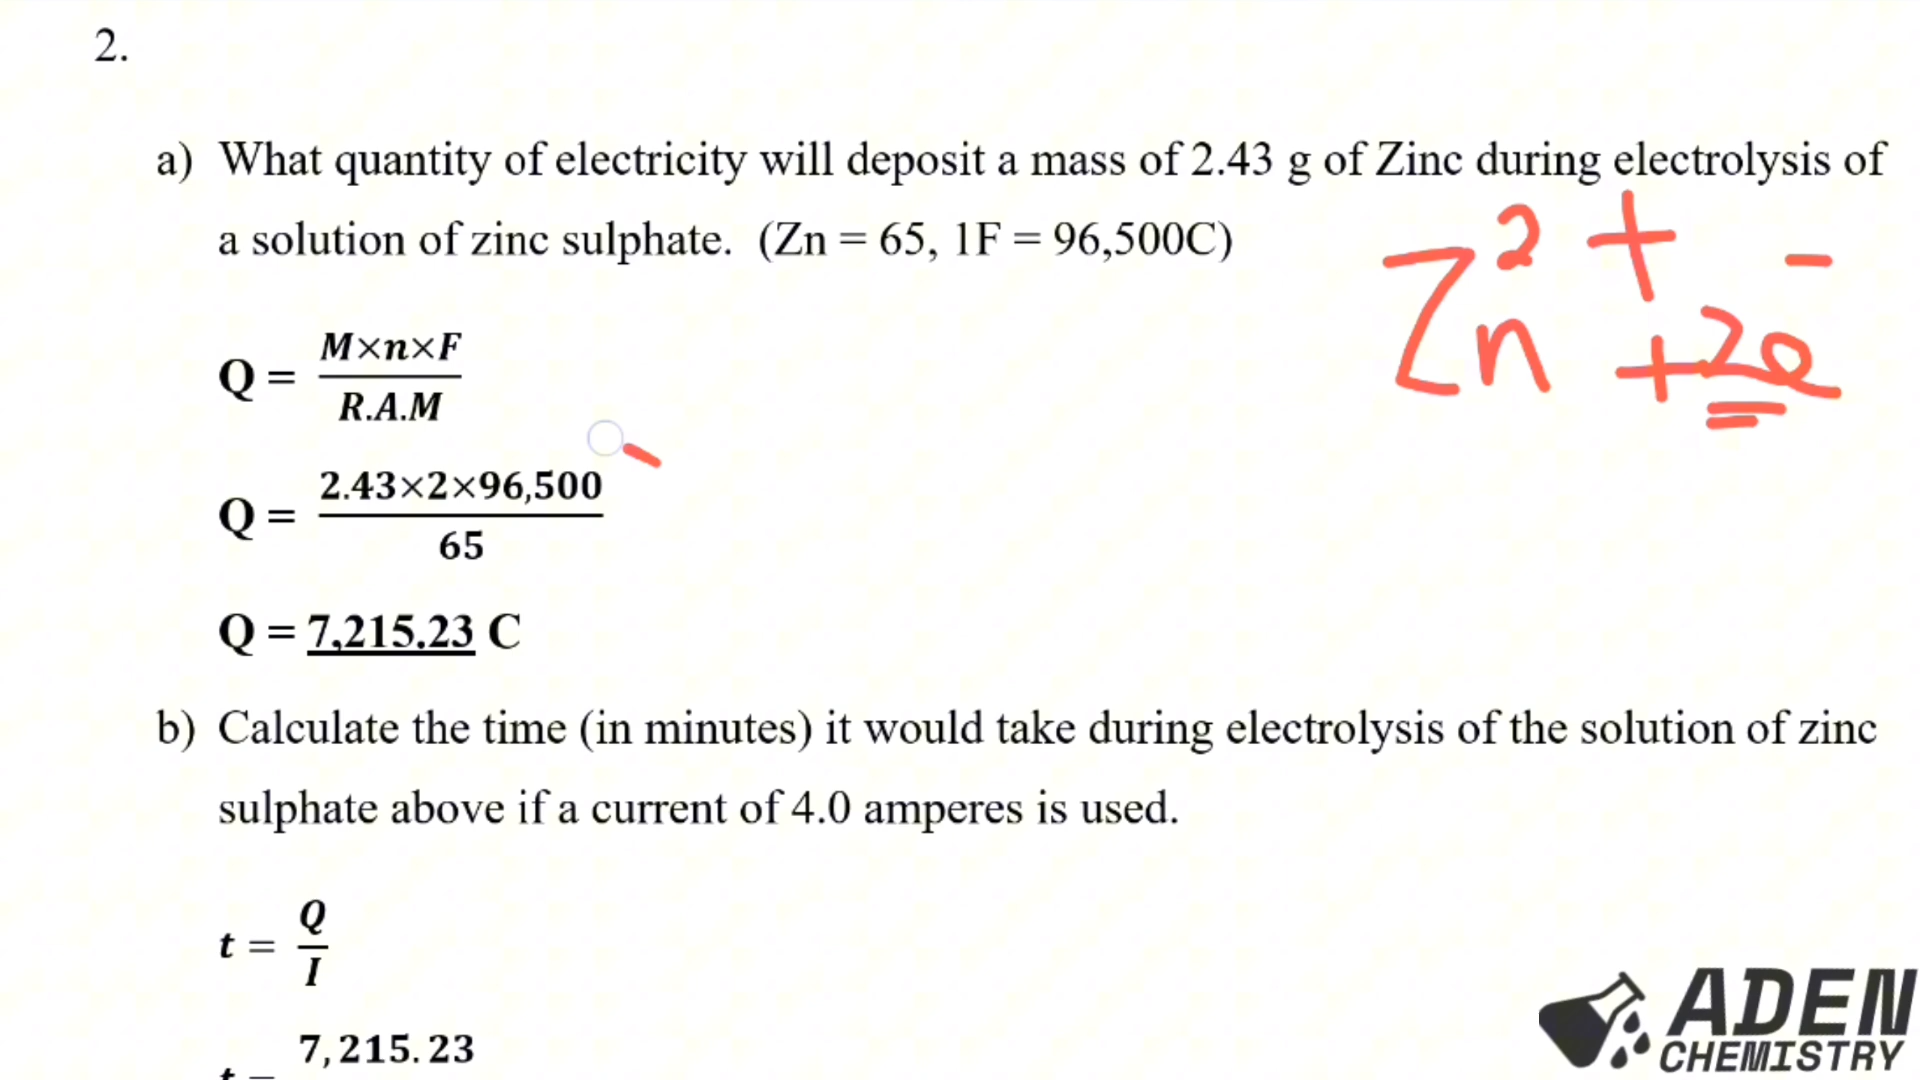 2.
a) What quantity of electricity will deposit a mass of 2.43 g of Zinc during electrolysis of
a solution of zinc sulphate. (Zn = 65, 1F = 96,500C)
Zn²⁺ +2e⁻
Q = M×n×F / R.A.M
Q = 2.43×2×96,500 / 65
Q = 7,215.23 C
b) Calculate the time (in minutes) it would take during electrolysis of the solution of zinc
sulphate above if a current of 4.0 amperes is used.
t = Q / I
7,215.23
t =
ADEN
CHEMISTRY